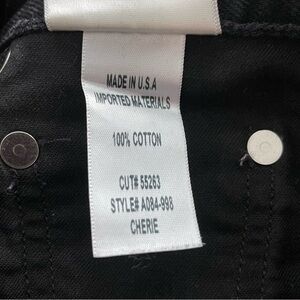 MADE IN U.S.A
IMPORTED MATERIALS
100% COTTON
CUT# 55263
STYLE# A084-998
CHERIE